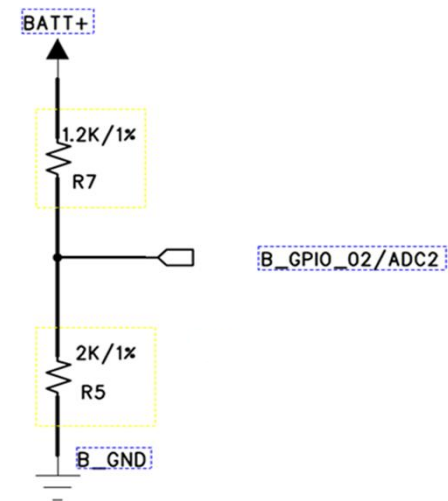 BATT+
1.2K/1%
R7
B_GPIO_02/ADC2
2K/1%
R5
B_GND